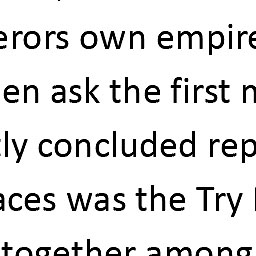 erors own empire
en ask the first
ly concluded rep
aces was the Try
together among